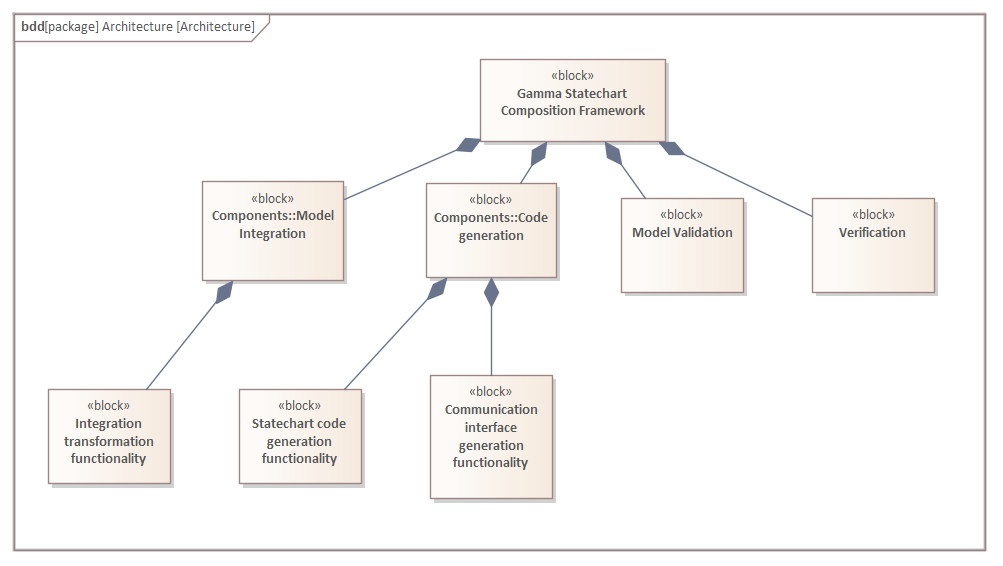 bdd[package] Architecture [Architecture]
«block»
Gamma Statechart
Composition Framework
«block»
Components::Model
Integration
«block»
Components::Code
generation
«block»
Model Validation
«block»
Verification
«block»
Integration
transformation
functionality
«block»
Statechart code
generation
functionality
«block»
Communication
interface
generation
functionality